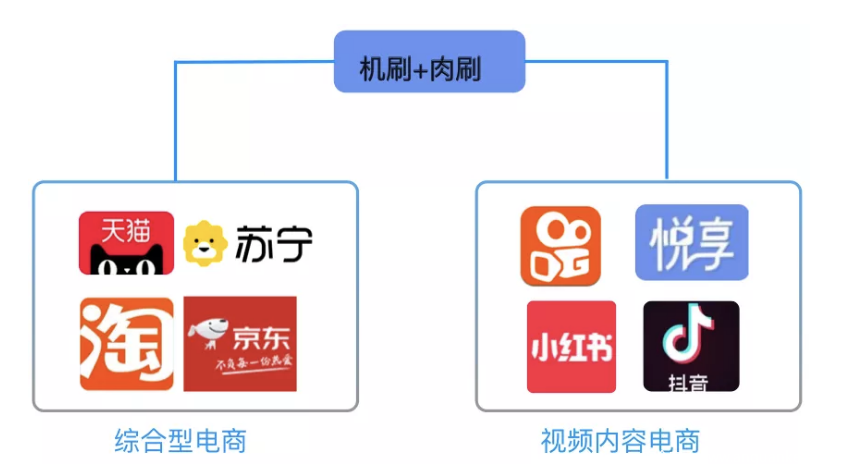 机刷+肉刷
天猫
苏宁
淘
京东
不负每一份热爱
悦享
小红书
抖音
综合型电商
视频内容电商